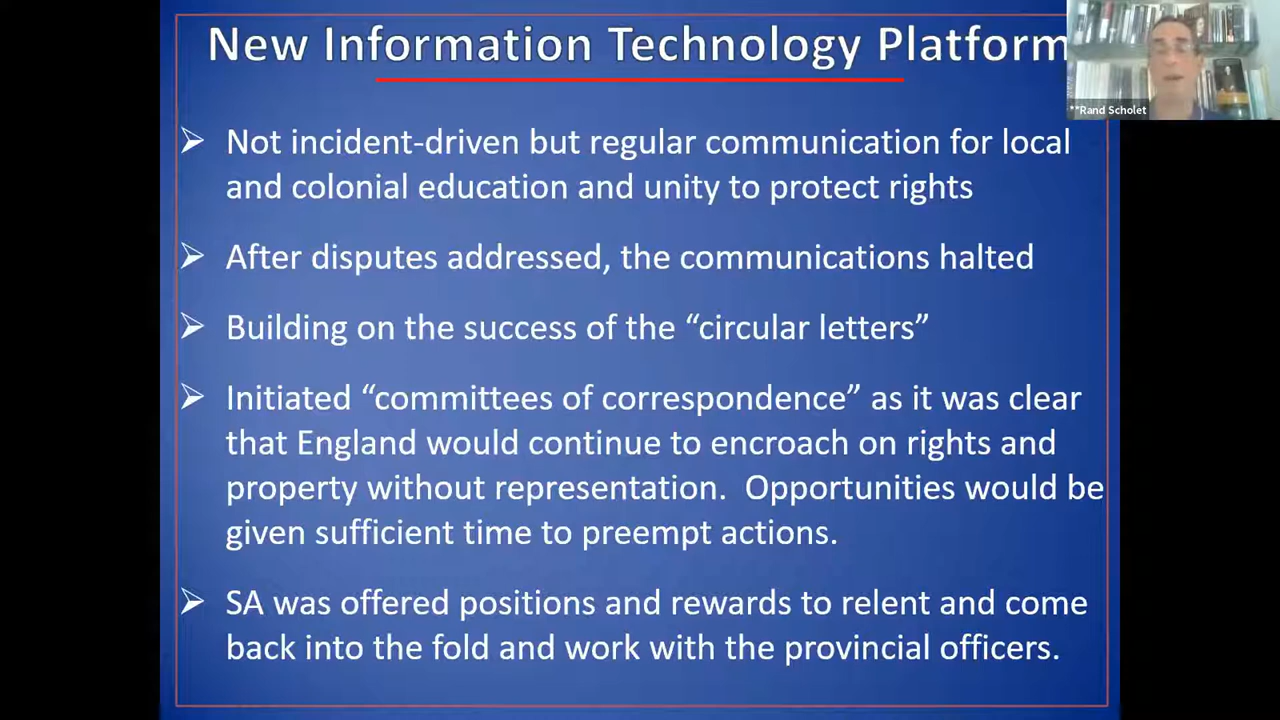 New Information Technology Platform
**Rand Scholet
➢ Not incident-driven but regular communication for local
and colonial education and unity to protect rights
➢ After disputes addressed, the communications halted
➢ Building on the success of the “circular letters”
➢ Initiated “committees of correspondence” as it was clear
that England would continue to encroach on rights and
property without representation.  Opportunities would be
given sufficient time to preempt actions.
➢ SA was offered positions and rewards to relent and come
back into the fold and work with the provincial officers.